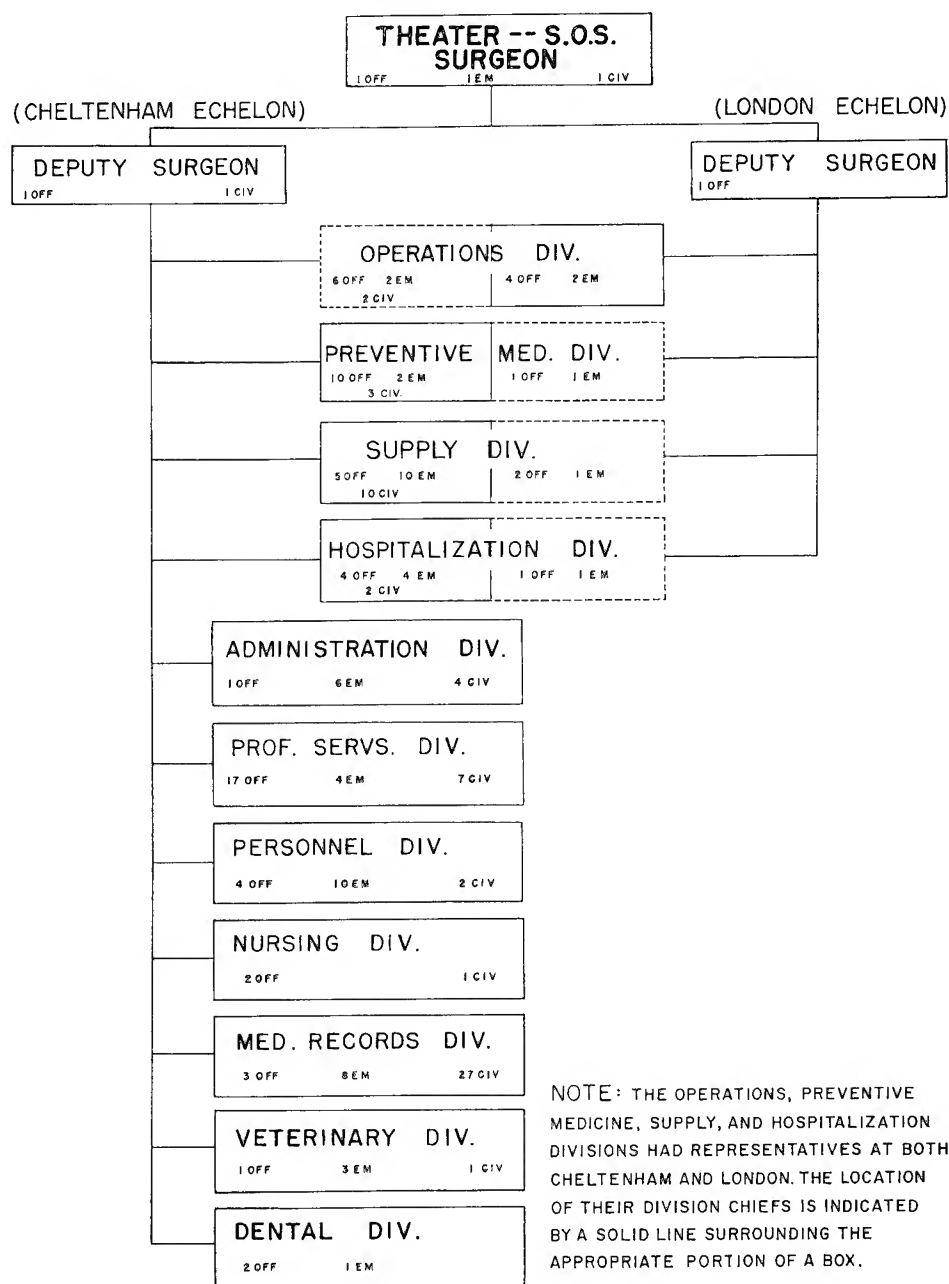 THEATER -- S.O.S.
SURGEON
1 OFF 1 EM 1 CIV
(CHELTENHAM ECHELON)
(LONDON ECHELON)
DEPUTY SURGEON
1 OFF 1 CIV
DEPUTY SURGEON
1 OFF
OPERATIONS DIV.
6 OFF 2 EM 4 OFF 2 EM
2 CIV
PREVENTIVE MED. DIV.
10 OFF 2 EM 1 OFF 1 EM
3 CIV.
SUPPLY DIV.
5 OFF 10 EM 2 OFF 1 EM
10 CIV
HOSPITALIZATION DIV.
4 OFF 4 EM 1 OFF 1 EM
2 CIV
ADMINISTRATION DIV.
1 OFF 6 EM 4 CIV
PROF. SERVS. DIV.
17 OFF 4 EM 7 CIV
PERSONNEL DIV.
4 OFF 10 EM 2 CIV
NURSING DIV.
2 OFF 1 CIV
MED. RECORDS DIV.
3 OFF 8 EM 27 CIV
VETERINARY DIV.
1 OFF 3 EM 1 CIV
DENTAL DIV.
2 OFF 1 EM
NOTE: THE OPERATIONS, PREVENTIVE
MEDICINE, SUPPLY, AND HOSPITALIZATION
DIVISIONS HAD REPRESENTATIVES AT BOTH
CHELTENHAM AND LONDON. THE LOCATION
OF THEIR DIVISION CHIEFS IS INDICATED
BY A SOLID LINE SURROUNDING THE
APPROPRIATE PORTION OF A BOX.